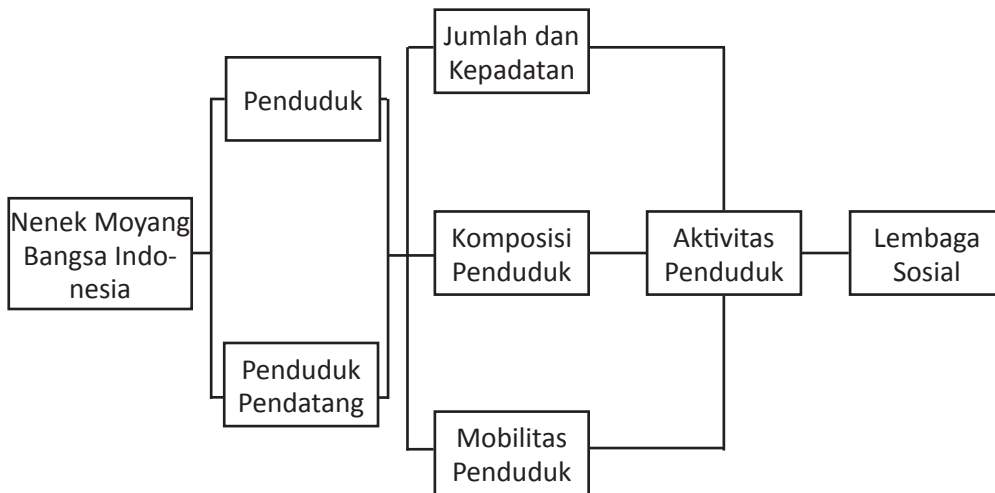 Nenek Moyang
Bangsa Indo-
nesia
Penduduk
Penduduk
Pendatang
Jumlah dan
Kepadatan
Komposisi
Penduduk
Mobilitas
Penduduk
Aktivitas
Penduduk
Lembaga
Sosial